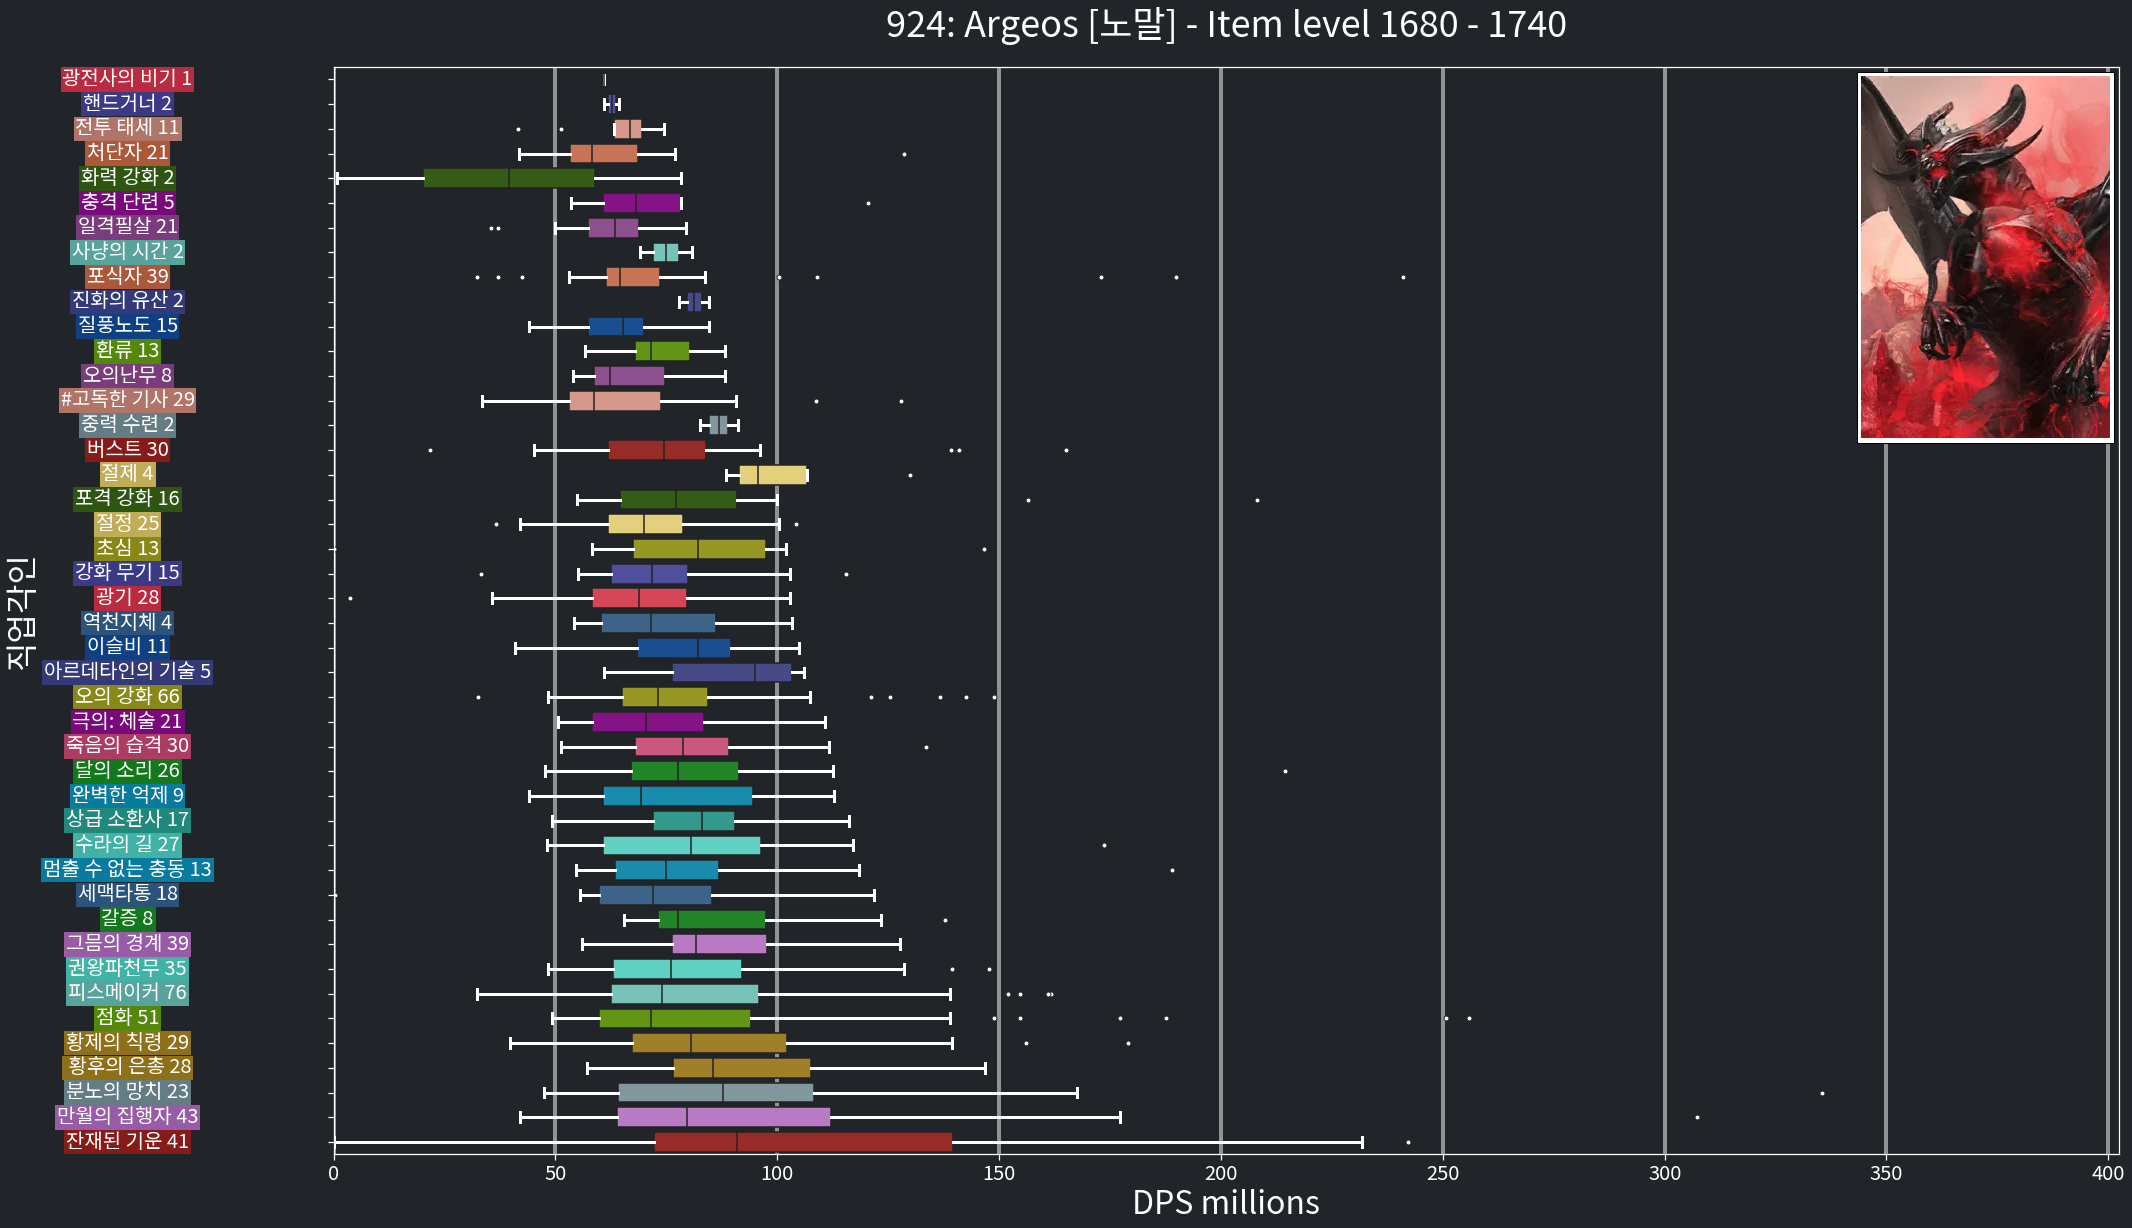 924: Argeos [노말] - Item level 1680 - 1740
직업각인
광전사의 비기 1
핸드거너 2
전투 태세 11
처단자 21
화력 강화 2
충격 단련 5
일격필살 21
사냥의 시간 2
포식자 39
진화의 유산 2
질풍노도 15
환류 13
오의난무 8
#고독한 기사 29
중력 수련 2
버스트 30
절제 4
포격 강화 16
절정 25
초심 13
강화 무기 15
광기 28
역천지체 4
이슬비 11
아르데타인의 기술 5
오의 강화 66
극의: 체술 21
죽음의 습격 30
달의 소리 26
완벽한 억제 9
상급 소환사 17
수라의 길 27
멈출 수 없는 충동 13
세맥타통 18
갈증 8
그믐의 경계 39
권왕파천무 35
피스메이커 76
점화 51
황제의 칙령 29
황후의 은총 28
분노의 망치 23
만월의 집행자 43
잔재된 기운 41
0 50 100 150 200 250 300 350 400
DPS millions